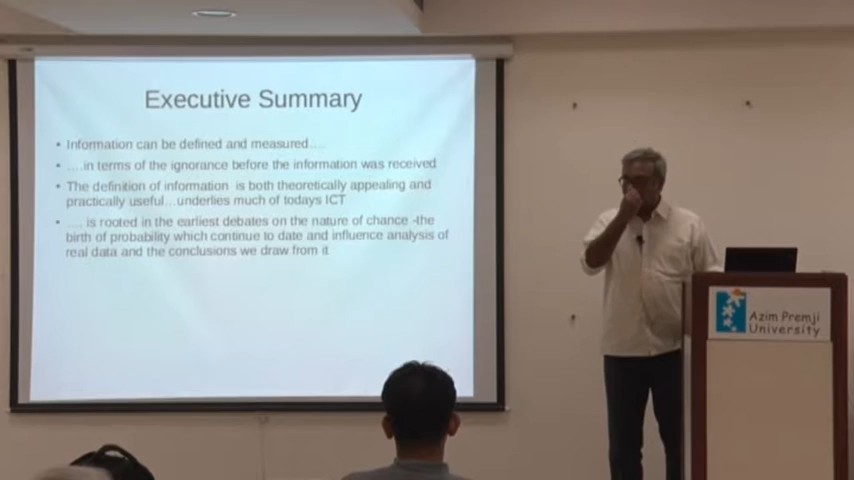 Executive Summary
• Information can be defined and measured….
• ….in terms of the ignorance before the information was received
• The definition of information is both theoretically appealing and
practically useful…underlies much of todays ICT
• …. is rooted in the earliest debates on the nature of chance -the
birth of probability which continue to date and influence analysis of
real data and the conclusions we draw from it
Azim Premji
University